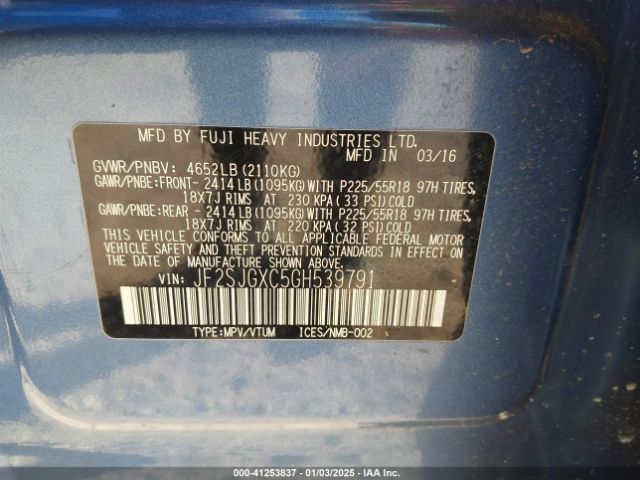 MFD BY FUJI HEAVY INDUSTRIES LTD.
MFD IN 03/16
GVWR/PNBV: 4652LB(2110KG)
GAWR/PNBE:FRONT- 2414LB(1095KG)WITH P225/55R18 97H TIRES,
18X7J RIMS AT 230 KPA(33 PSI)COLD
GAWR/PNBE:REAR - 2414LB(1095KG)WITH P225/55R18 97H TIRES,
18X7J RIMS AT 220 KPA(32 PSI)COLD
THIS VEHICLE CONFORMS TO ALL APPLICABLE FEDERAL MOTOR
VEHICLE SAFETY AND THEFT PREVENTION STANDARDS IN EFFECT ON
THE DATE OF MANUFACTURE SHOWN ABOVE.
VIN: JF2SJGXC5GH539791
TYPE:MPV/VTUM ICES/NMB-002
000-41253837 - 01/03/2025 - IAA Inc.